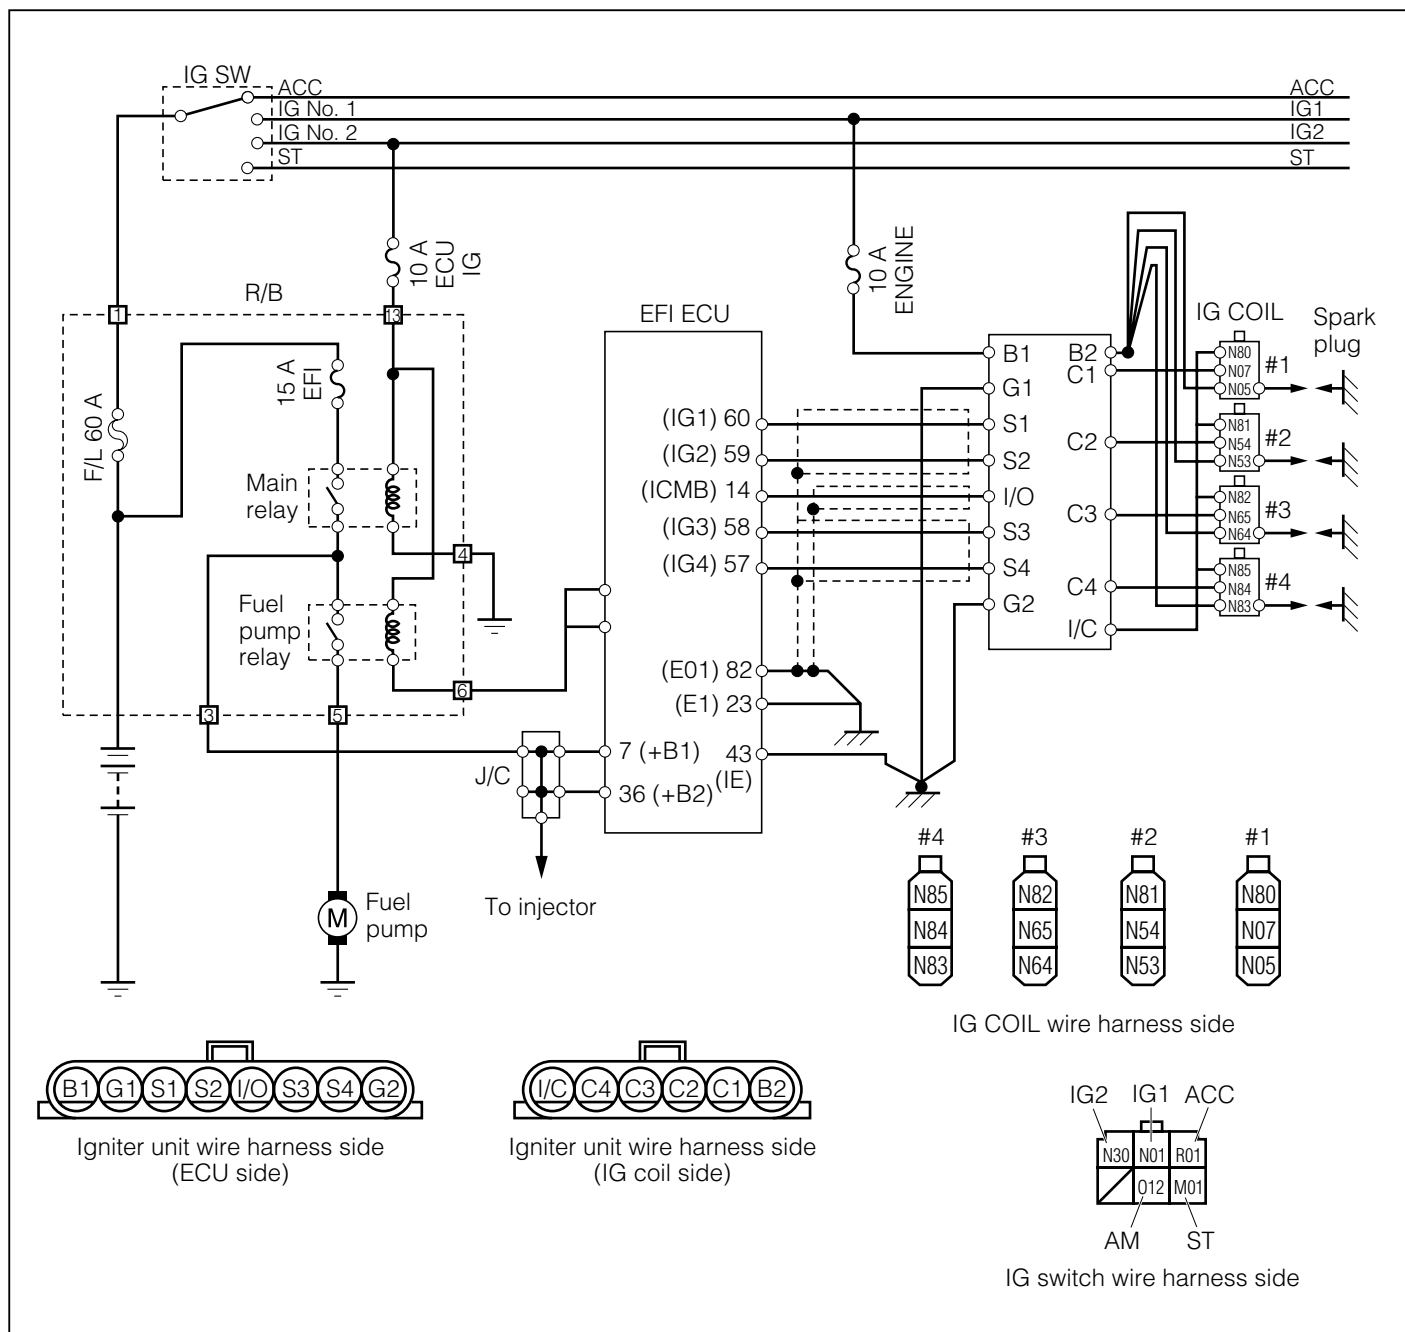 IG SW
ACC
ACC
IG No. 1
IG1
IG No. 2
IG2
ST
ST
10 A
ECU
IG
10 A
ENGINE
R/B
1
13
EFI ECU
IG COIL
Spark
plug
15 A
EFI
F/L 60 A
Main
relay
4
Fuel
pump
relay
6
3
5
(IG1) 60
(IG2) 59
(ICMB) 14
(IG3) 58
(IG4) 57
(E01) 82
(E1) 23
43
(IE)
7 (+B1)
36 (+B2)
J/C
To injector
M
Fuel
pump
B1
G1
S1
S2
I/O
S3
S4
G2
B2
C1
C2
C3
C4
I/C
N80
N07
N05
#1
N81
N54
N53
#2
N82
N65
N64
#3
N85
N84
N83
#4
#4 #3 #2 #1
N85 N82 N81 N80
N84 N65 N54 N07
N83 N64 N53 N05
IG COIL wire harness side
B1 G1 S1 S2 I/O S3 S4 G2
Igniter unit wire harness side
(ECU side)
I/C C4 C3 C2 C1 B2
Igniter unit wire harness side
(IG coil side)
IG2 IG1 ACC
N30 N01 R01
O12 M01
AM ST
IG switch wire harness side